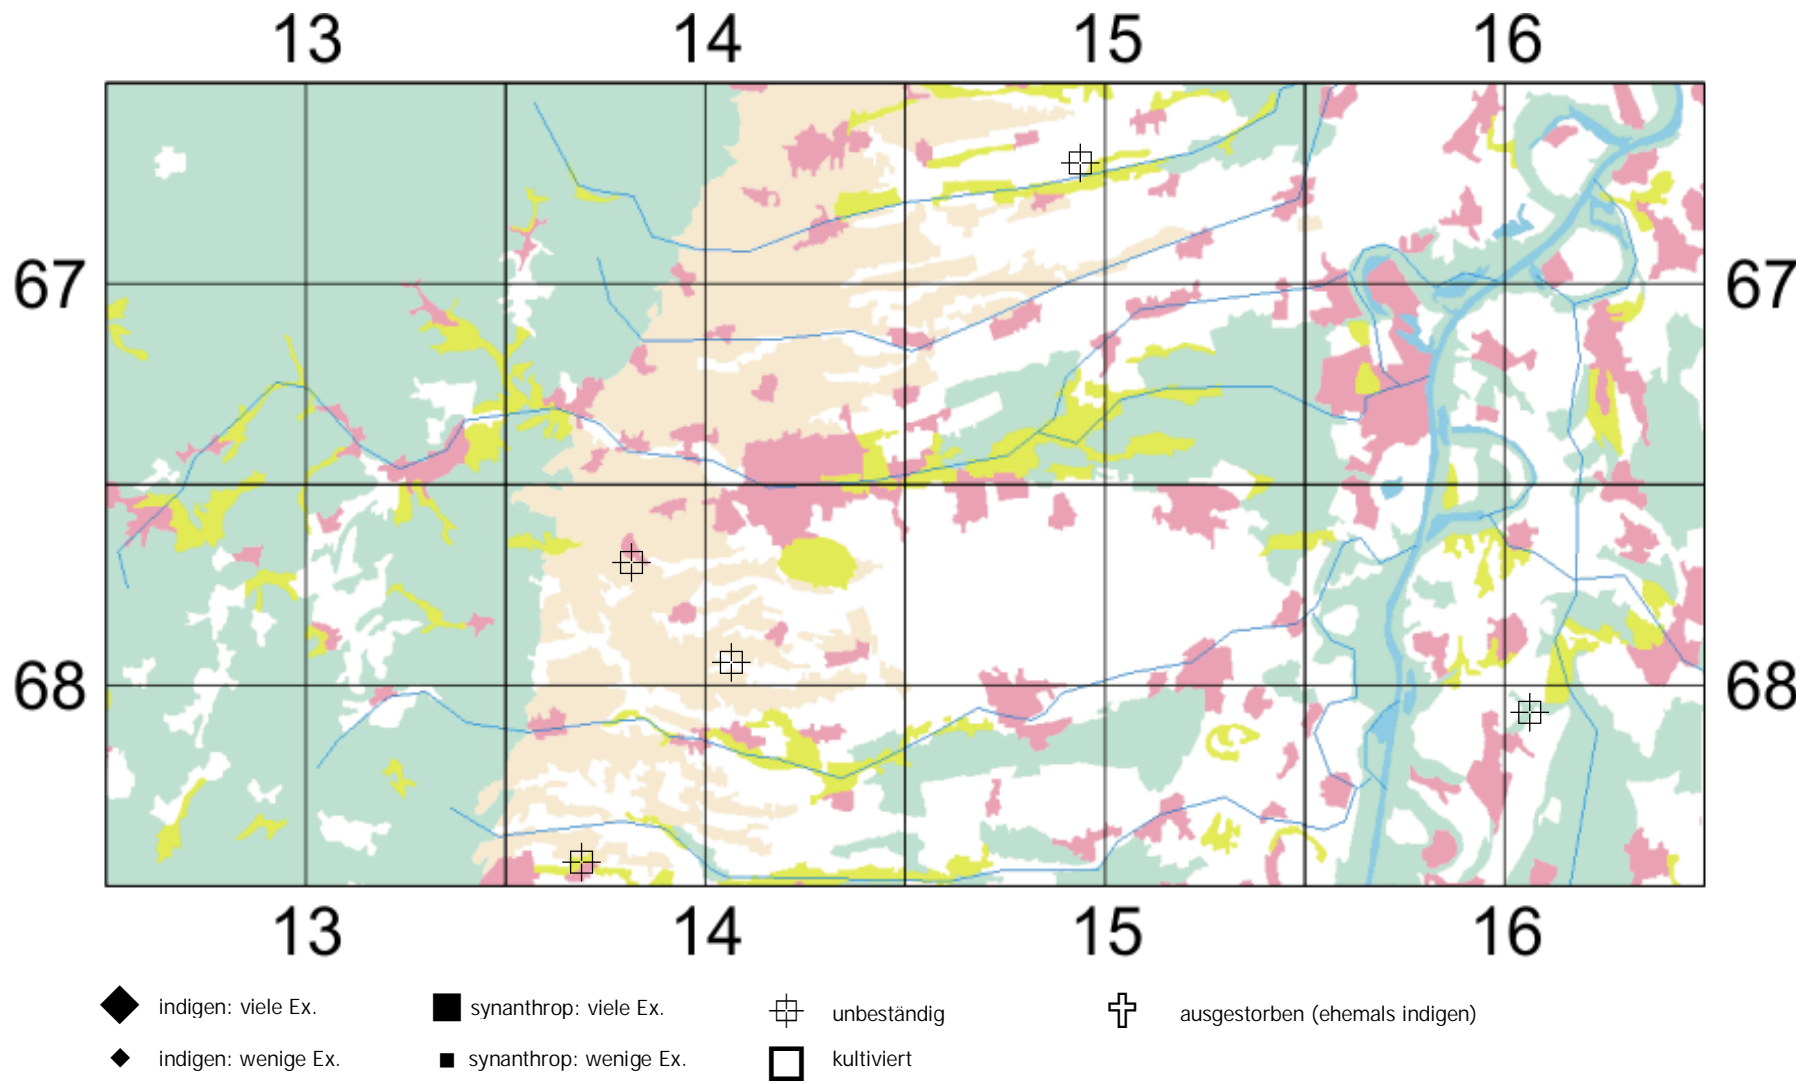 13 14 15 16
67 67
68 68
13 14 15 16
indigen: viele Ex. synanthrop: viele Ex. unbeständig ausgestorben (ehemals indigen)
indigen: wenige Ex. synanthrop: wenige Ex. kultiviert